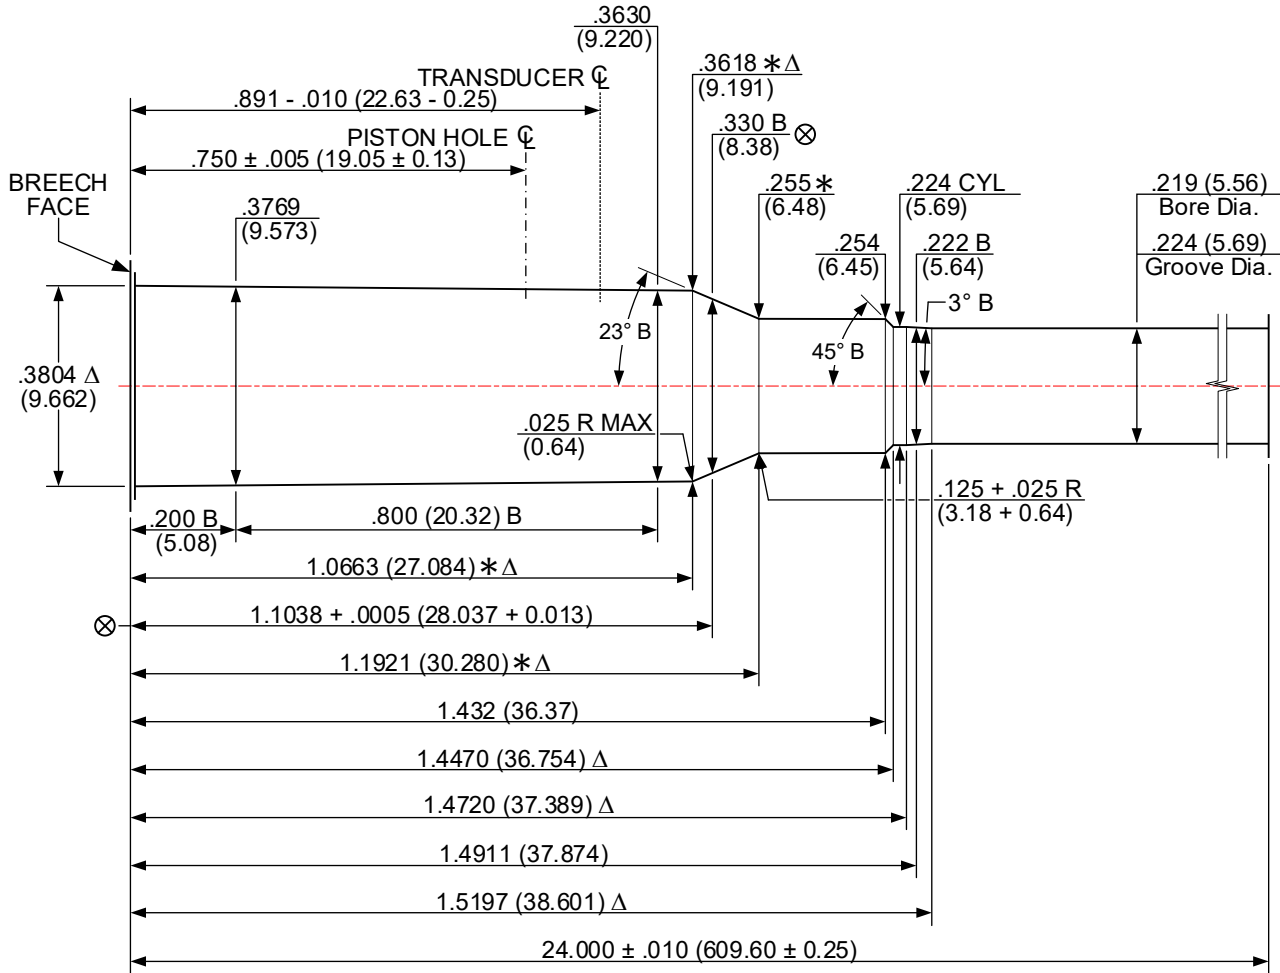 .3630
(9.220)
TRANSDUCER ℄
.3618 * Δ
(9.191)
.891 - .010 (22.63 - 0.25)
.330 B ⊗
(8.38)
PISTON HOLE ℄
.750 ± .005 (19.05 ± 0.13)
BREECH
FACE
.3769
(9.573)
.255 *
(6.48)
.224 CYL
(5.69)
.219 (5.56)
Bore Dia.
.254
(6.45)
.222 B
(5.64)
.224 (5.69)
Groove Dia.
3° B
23° B
45° B
.3804 Δ
(9.662)
.025 R MAX
(0.64)
.125 + .025 R
(3.18 + 0.64)
.200 B
(5.08)
.800 (20.32) B
1.0663 (27.084) * Δ
⊗
1.1038 + .0005 (28.037 + 0.013)
1.1921 (30.280) * Δ
1.432 (36.37)
1.4470 (36.754) Δ
1.4720 (37.389) Δ
1.4911 (37.874)
1.5197 (38.601) Δ
24.000 ± .010 (609.60 ± 0.25)